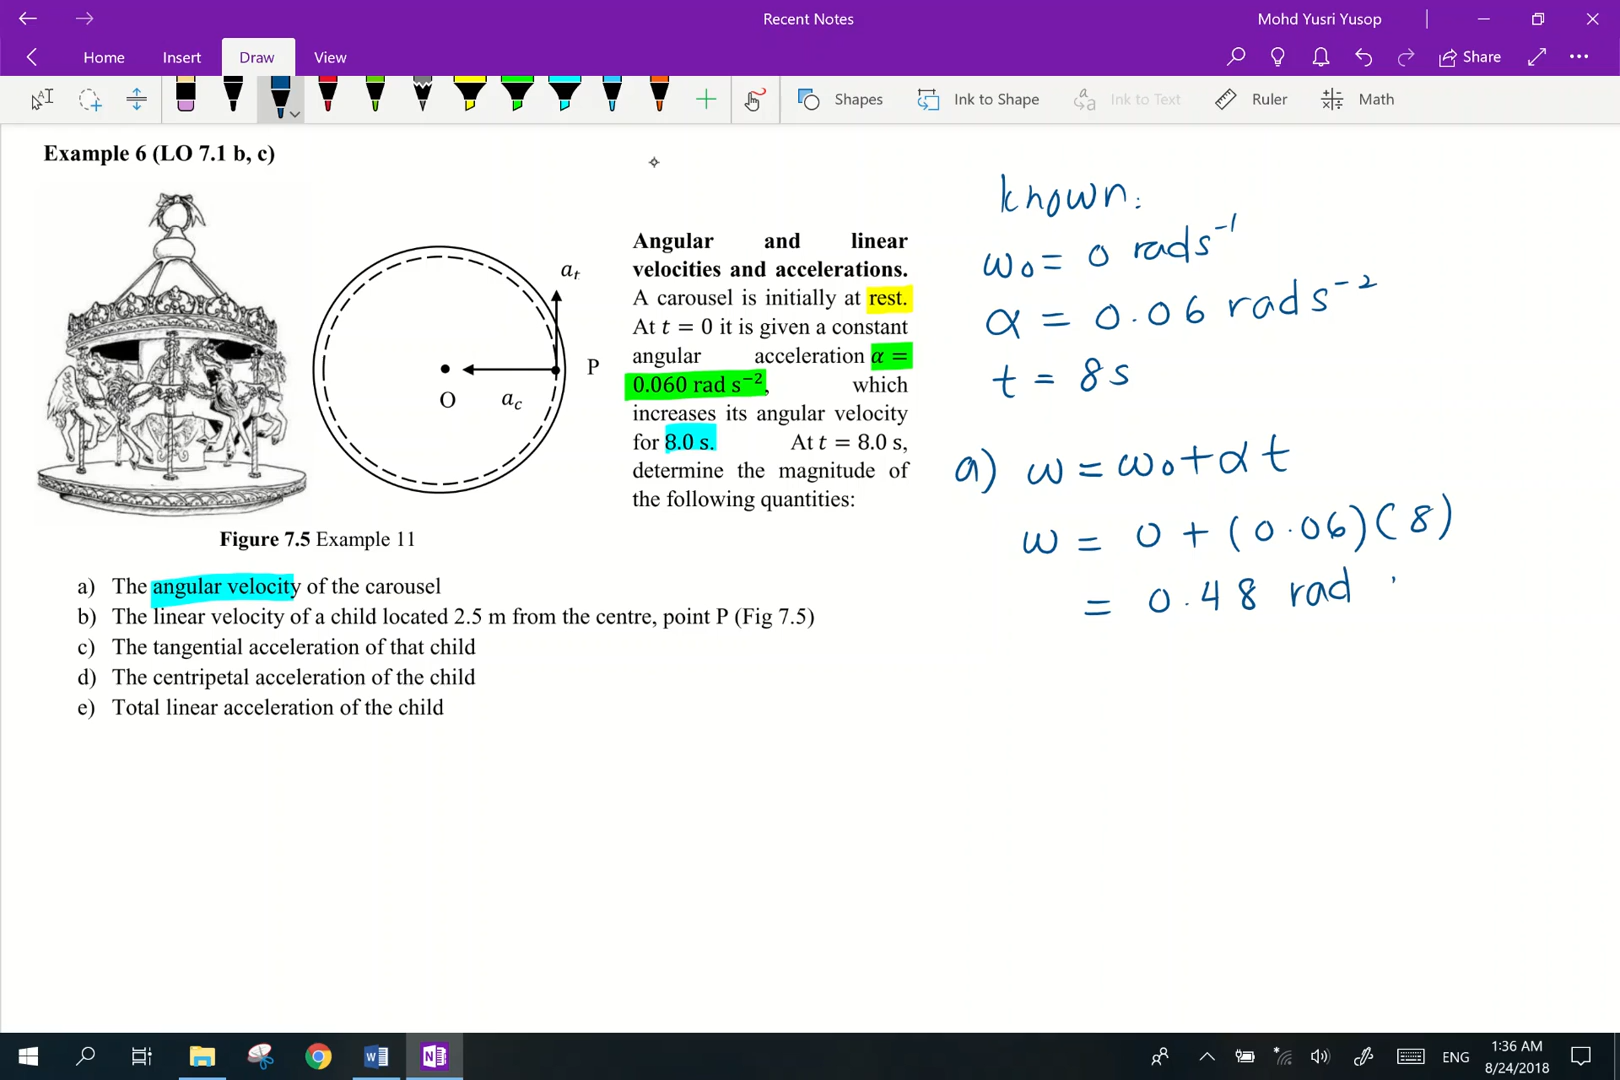 Recent Notes
Mohd Yusri Yusop
Home Insert Draw View
Share
Shapes Ink to Shape Ink to Text Ruler Math
Example 6 (LO 7.1 b, c)
Angular and linear
velocities and accelerations.
A carousel is initially at rest.
At t = 0 it is given a constant
angular acceleration α =
0.060 rad s⁻², which
increases its angular velocity
for 8.0 s. At t = 8.0 s,
determine the magnitude of
the following quantities:
aₜ
P
O
a_c
Figure 7.5 Example 11
a) The angular velocity of the carousel
b) The linear velocity of a child located 2.5 m from the centre, point P (Fig 7.5)
c) The tangential acceleration of that child
d) The centripetal acceleration of the child
e) Total linear acceleration of the child
known:
ω₀ = 0 rads⁻¹
α = 0.06 rad s⁻²
t = 8s
a) ω = ω₀ + αt
ω = 0 + (0.06)(8)
= 0.48 rad
ENG
1:36 AM
8/24/2018